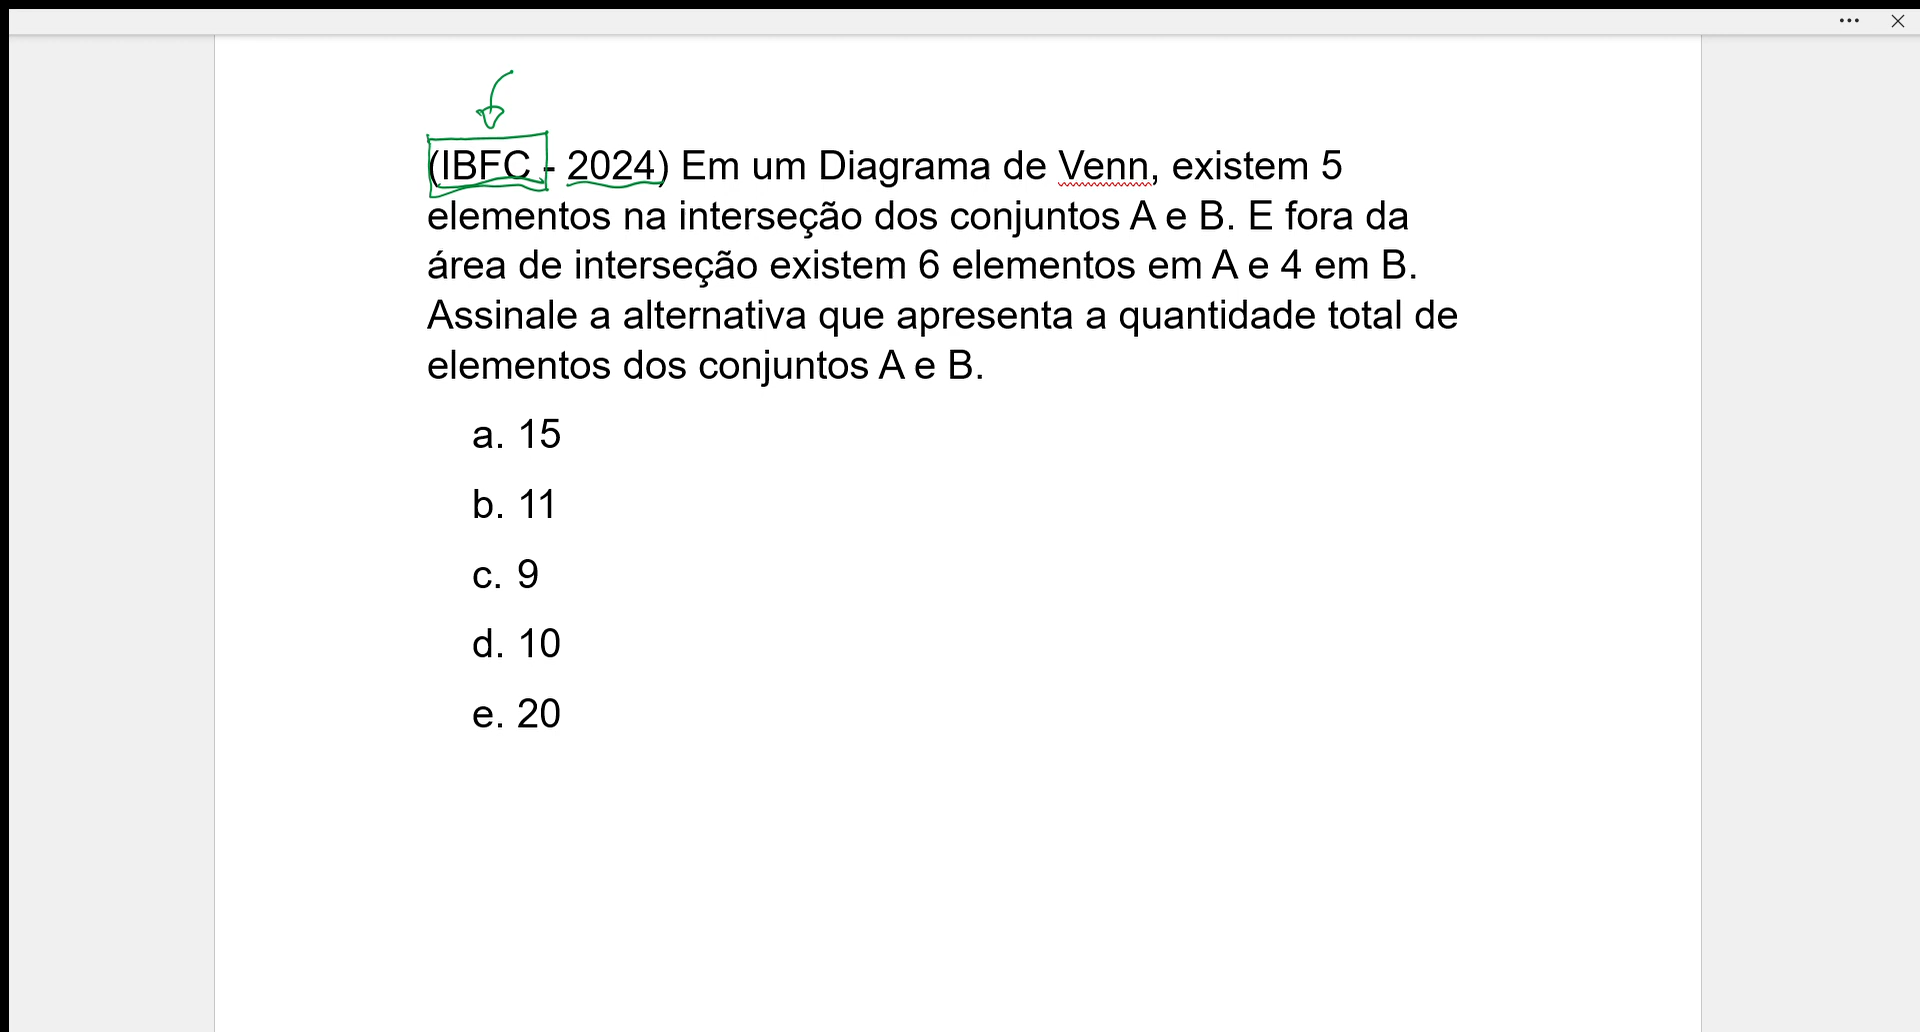 (IBFC - 2024) Em um Diagrama de Venn, existem 5
elementos na interseção dos conjuntos A e B. E fora da
área de interseção existem 6 elementos em A e 4 em B.
Assinale a alternativa que apresenta a quantidade total de
elementos dos conjuntos A e B.
a. 15
b. 11
c. 9
d. 10
e. 20